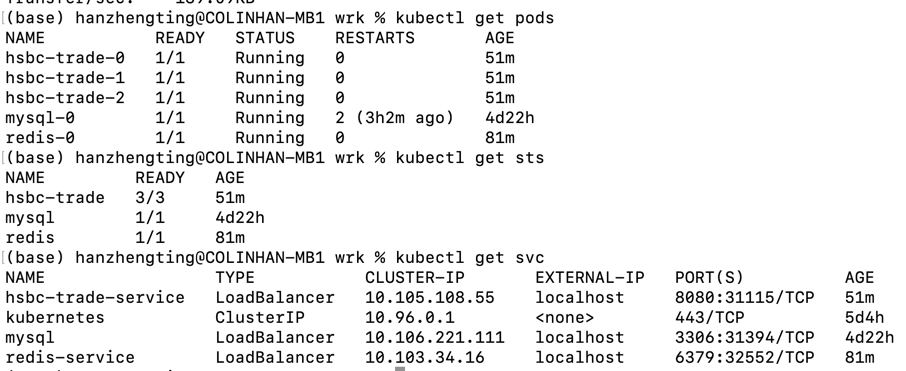 Transfer/sec: 189.09KB
(base) hanzhengting@COLINHAN-MB1 wrk % kubectl get pods
NAME READY STATUS RESTARTS AGE
hsbc-trade-0 1/1 Running 0 51m
hsbc-trade-1 1/1 Running 0 51m
hsbc-trade-2 1/1 Running 0 51m
mysql-0 1/1 Running 2 (3h2m ago) 4d22h
redis-0 1/1 Running 0 81m
(base) hanzhengting@COLINHAN-MB1 wrk % kubectl get sts
NAME READY AGE
hsbc-trade 3/3 51m
mysql 1/1 4d22h
redis 1/1 81m
(base) hanzhengting@COLINHAN-MB1 wrk % kubectl get svc
NAME TYPE CLUSTER-IP EXTERNAL-IP PORT(S) AGE
hsbc-trade-service LoadBalancer 10.105.108.55 localhost 8080:31115/TCP 51m
kubernetes ClusterIP 10.96.0.1 <none> 443/TCP 5d4h
mysql LoadBalancer 10.106.221.111 localhost 3306:31394/TCP 4d22h
redis-service LoadBalancer 10.103.34.16 localhost 6379:32552/TCP 81m